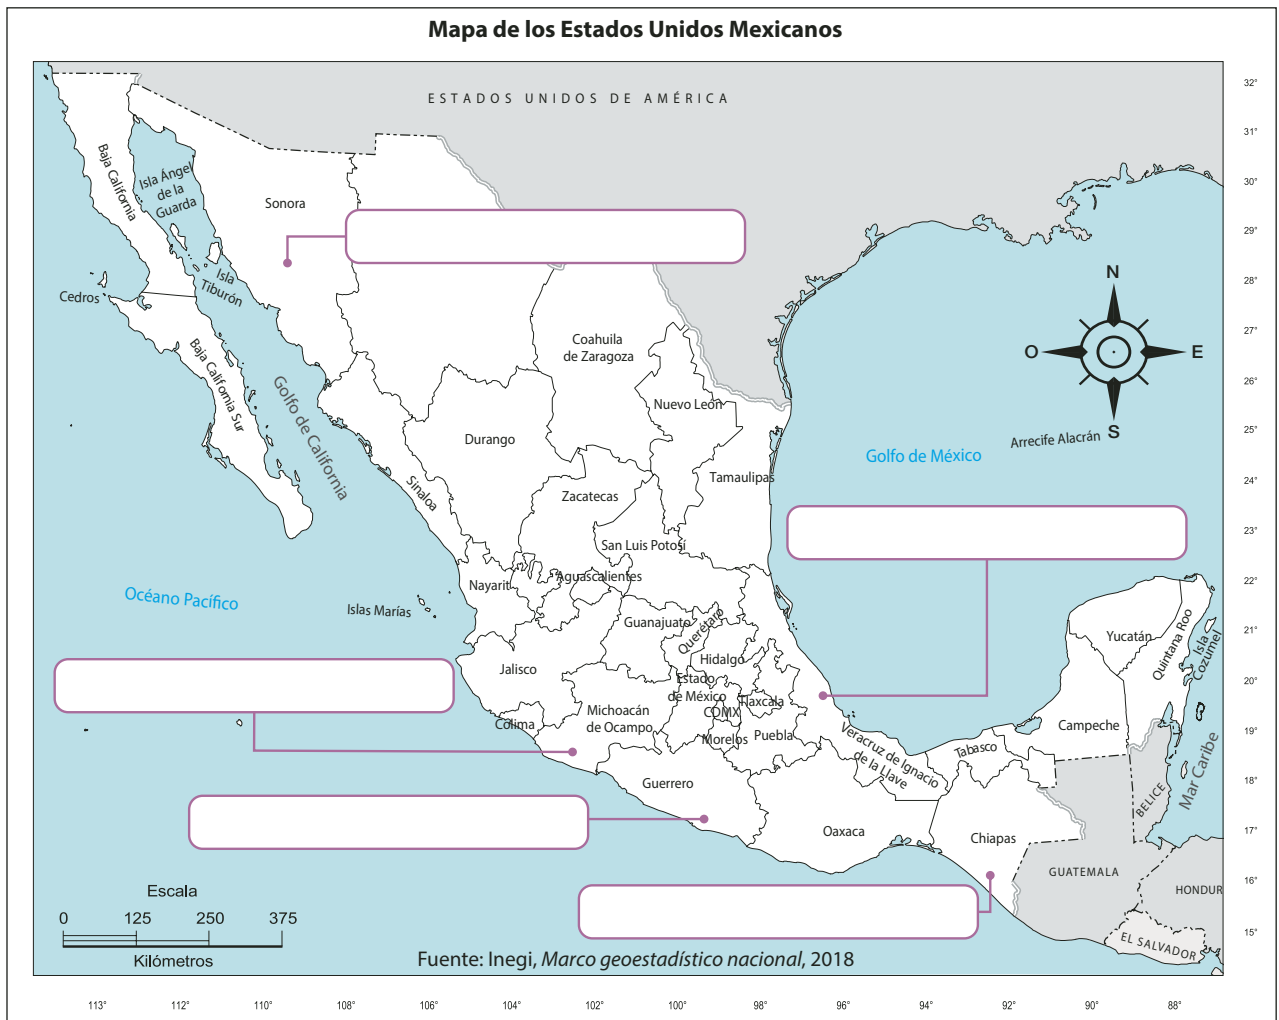 Mapa de los Estados Unidos Mexicanos
ESTADOS UNIDOS DE AMÉRICA
32°
31°
30°
29°
28°
27°
26°
25°
24°
23°
22°
21°
20°
19°
18°
17°
16°
15°
Baja California
Isla Ángel
de la
Guarda
Sonora
Isla
Tiburón
Cedros
Baja California Sur
Golfo de California
Coahuila
de Zaragoza
Nuevo León
Durango
Sinaloa
Tamaulipas
Zacatecas
San Luis Potosí
N
O
E
S
Arrecife Alacrán
Golfo de México
Océano Pacífico
Islas Marías
Nayarit
Aguascalientes
Guanajuato
Querétaro
Hidalgo
Jalisco
Estado
de México
Tlaxcala
CDMX
Michoacán
de Ocampo
Colima
Morelos
Puebla
Veracruz de Ignacio
de la Llave
Guerrero
Oaxaca
Tabasco
Chiapas
Campeche
Yucatán
Quintana Roo
Isla
Cozumel
Mar Caribe
BELICE
GUATEMALA
HONDUR
EL SALVADOR
Escala
0 125 250 375
Kilómetros
Fuente: Inegi, Marco geoestadístico nacional, 2018
113° 112° 110° 108° 106° 104° 102° 100° 98° 96° 94° 92° 90° 88°